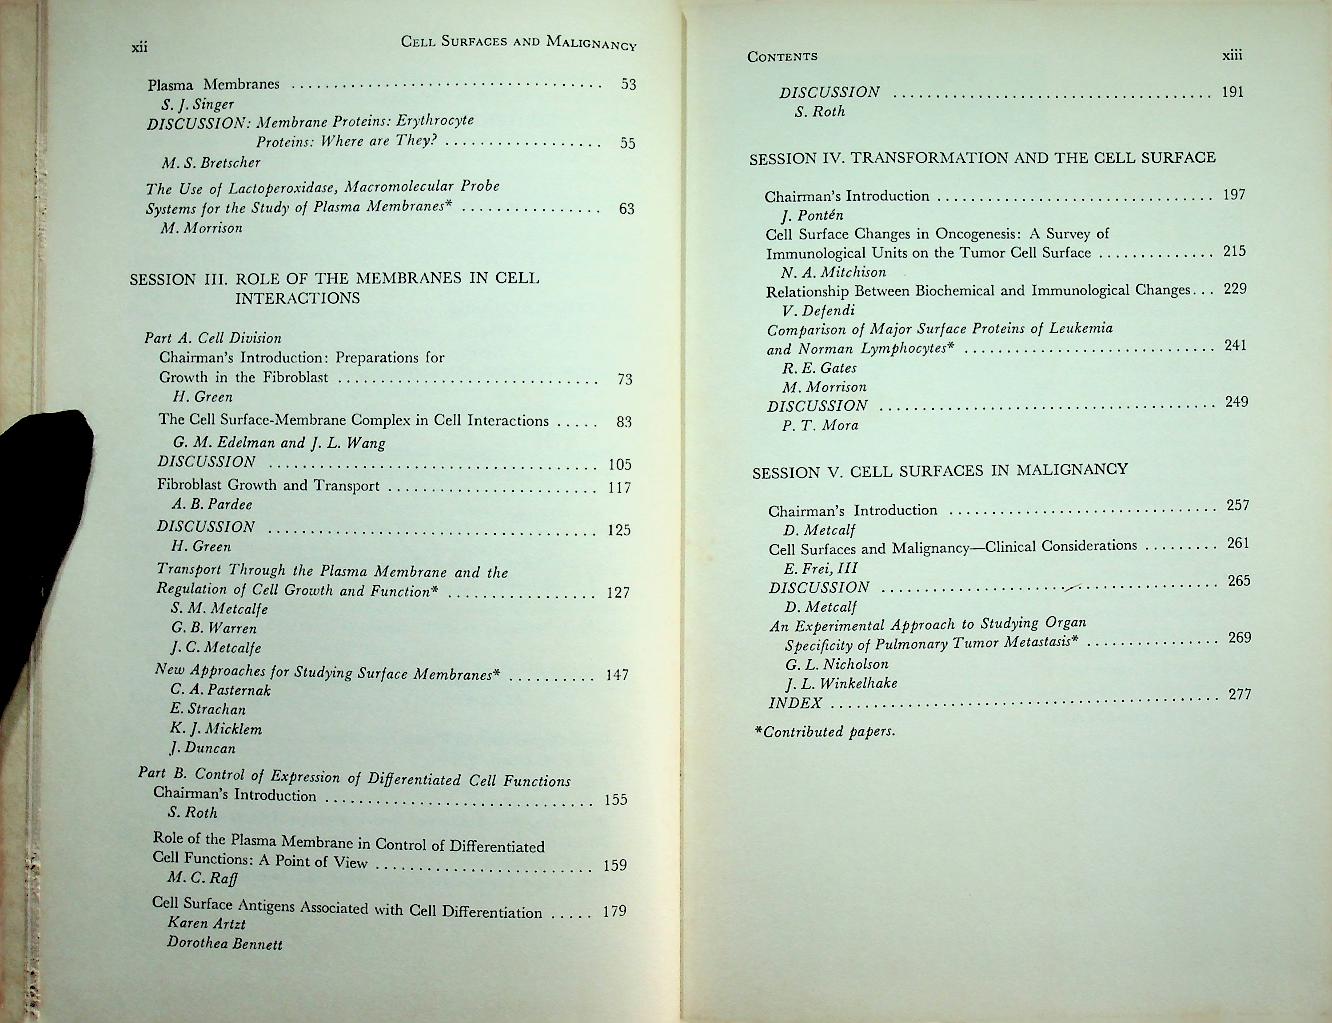 xii CELL SURFACES AND MALIGNANCY
Plasma Membranes .................................... 53
S. J. Singer
DISCUSSION: Membrane Proteins: Erythrocyte
Proteins: Where are They? ................... 55
M. S. Bretscher
The Use of Lactoperoxidase, Macromolecular Probe
Systems for the Study of Plasma Membranes* ................ 63
M. Morrison
SESSION III. ROLE OF THE MEMBRANES IN CELL
INTERACTIONS
Part A. Cell Division
Chairman's Introduction: Preparations for
Growth in the Fibroblast .............................. 73
H. Green
The Cell Surface-Membrane Complex in Cell Interactions ..... 83
G. M. Edelman and J. L. Wang
DISCUSSION ...................................... 105
Fibroblast Growth and Transport ......................... 117
A. B. Pardee
DISCUSSION ...................................... 125
H. Green
Transport Through the Plasma Membrane and the
Regulation of Cell Growth and Function* ................. 127
S. M. Metcalfe
G. B. Warren
J. C. Metcalfe
New Approaches for Studying Surface Membranes* .......... 147
C. A. Pasternak
E. Strachan
K. J. Micklem
J. Duncan
Part B. Control of Expression of Differentiated Cell Functions
Chairman's Introduction ................................ 155
S. Roth
Role of the Plasma Membrane in Control of Differentiated
Cell Functions: A Point of View .......................... 159
M. C. Raff
Cell Surface Antigens Associated with Cell Differentiation ..... 179
Karen Artzt
Dorothea Bennett
CONTENTS xiii
DISCUSSION ..................................... 191
S. Roth
SESSION IV. TRANSFORMATION AND THE CELL SURFACE
Chairman's Introduction ................................ 197
J. Pontén
Cell Surface Changes in Oncogenesis: A Survey of
Immunological Units on the Tumor Cell Surface .............. 215
N. A. Mitchison
Relationship Between Biochemical and Immunological Changes... 229
V. Defendi
Comparison of Major Surface Proteins of Leukemia
and Norman Lymphocytes* .............................. 241
R. E. Gates
M. Morrison
DISCUSSION ....................................... 249
P. T. Mora
SESSION V. CELL SURFACES IN MALIGNANCY
Chairman's Introduction ............................... 257
D. Metcalf
Cell Surfaces and Malignancy—Clinical Considerations ......... 261
E. Frei, III
DISCUSSION ....................................... 265
D. Metcalf
An Experimental Approach to Studying Organ
Specificity of Pulmonary Tumor Metastasis* ................ 269
G. L. Nicholson
J. L. Winkelhake
INDEX ............................................. 277
*Contributed papers.